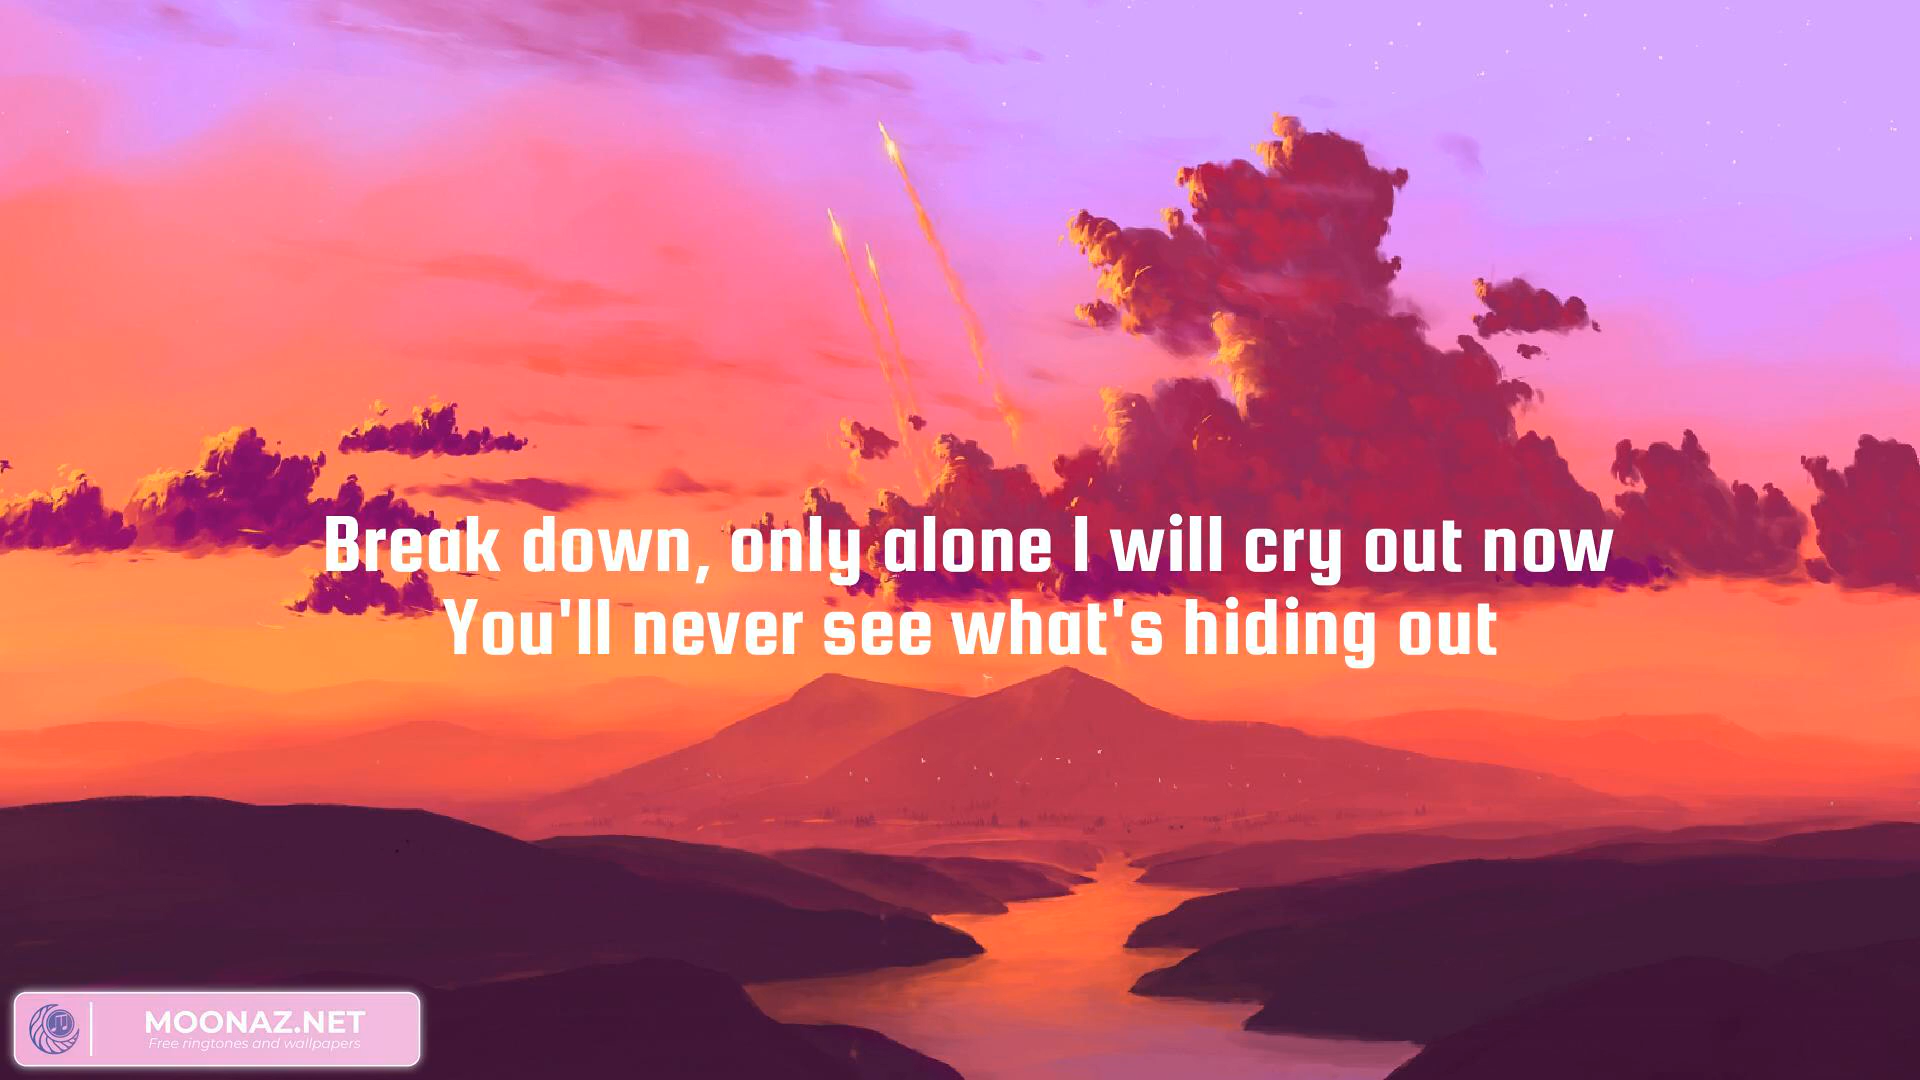 Break down, only alone I will cry out now
You'll never see what's hiding out
MOONAZ.NET
Free ringtones and wallpapers